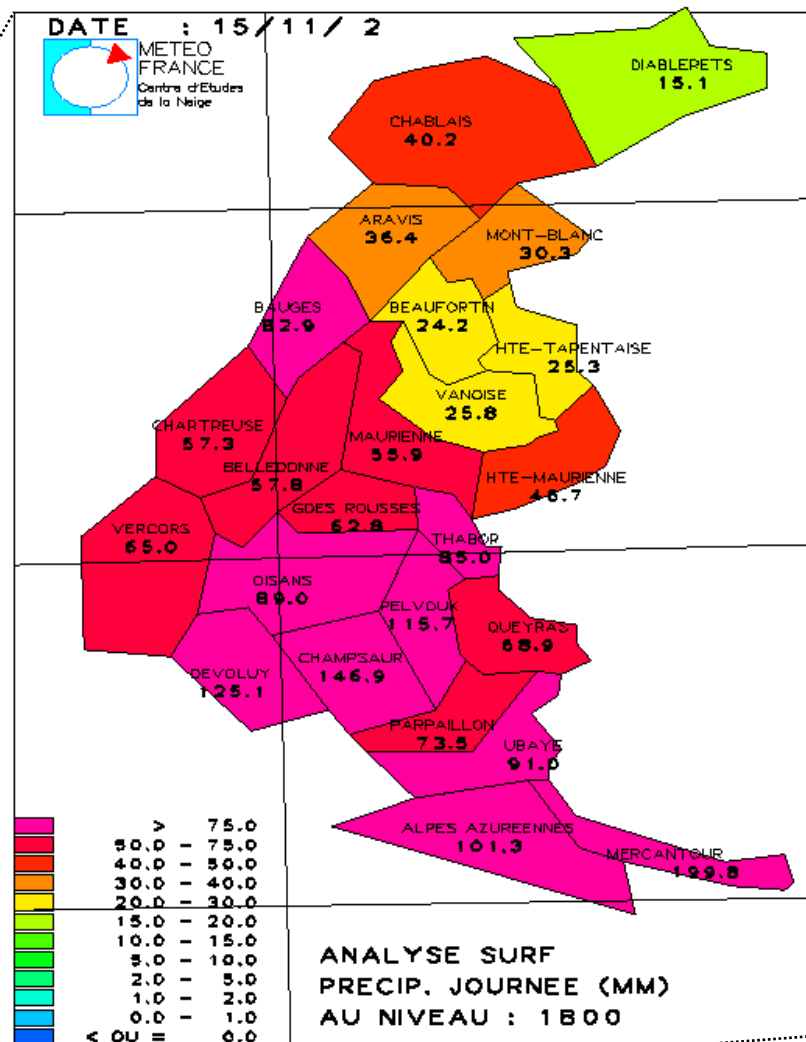 DATE : 15/11/ 2
METEO
FRANCE
Centre d'Etudes
de la Neige
DIABLERETS
15.1
CHABLAIS
40.2
ARAVIS
36.4
MONT-BLANC
30.3
BAUGES
82.9
BEAUFORTIN
24.2
HTE-TARENTAISE
25.3
VANOISE
25.8
CHARTREUSE
57.3
MAURIENNE
55.9
BELLEDONNE
57.8
HTE-MAURIENNE
46.7
GDES ROUSSES
62.8
VERCORS
65.0
THABOR
85.0
OISANS
89.0
PELVOUX
115.7
QUEYRAS
68.9
CHAMPSAUR
146.9
DEVOLUY
125.1
PARPAILLON
73.5
UBAYE
91.0
ALPES AZUREENNES
101.3
MERCANTOUR
199.8
> 75.0
50.0 - 75.0
40.0 - 50.0
30.0 - 40.0
20.0 - 30.0
15.0 - 20.0
10.0 - 15.0
5.0 - 10.0
2.0 - 5.0
1.0 - 2.0
0.0 - 1.0
< OU = 0.0
ANALYSE SURF
PRECIP. JOURNEE (MM)
AU NIVEAU : 1800